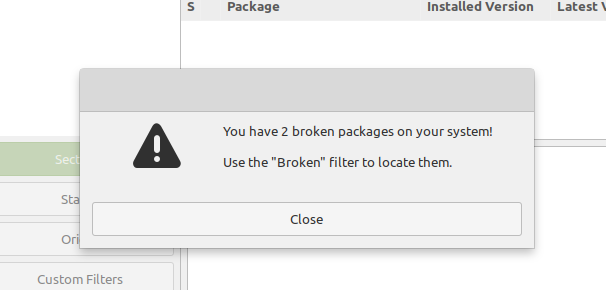 S Package Installed Version Latest V
You have 2 broken packages on your system!
Use the "Broken" filter to locate them.
Sect
Sta
Close
Ori
Custom Filters